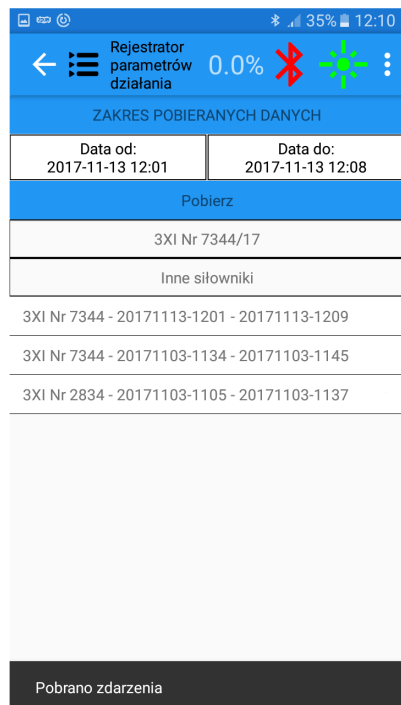 35% 12:10
Rejestrator
parametrów
działania
0.0%
ZAKRES POBIERANYCH DANYCH
Data od:
2017-11-13 12:01
Data do:
2017-11-13 12:08
Pobierz
3XI Nr 7344/17
Inne siłowniki
3XI Nr 7344 - 20171113-1201 - 20171113-1209
3XI Nr 7344 - 20171103-1134 - 20171103-1145
3XI Nr 2834 - 20171103-1105 - 20171103-1137
Pobrano zdarzenia